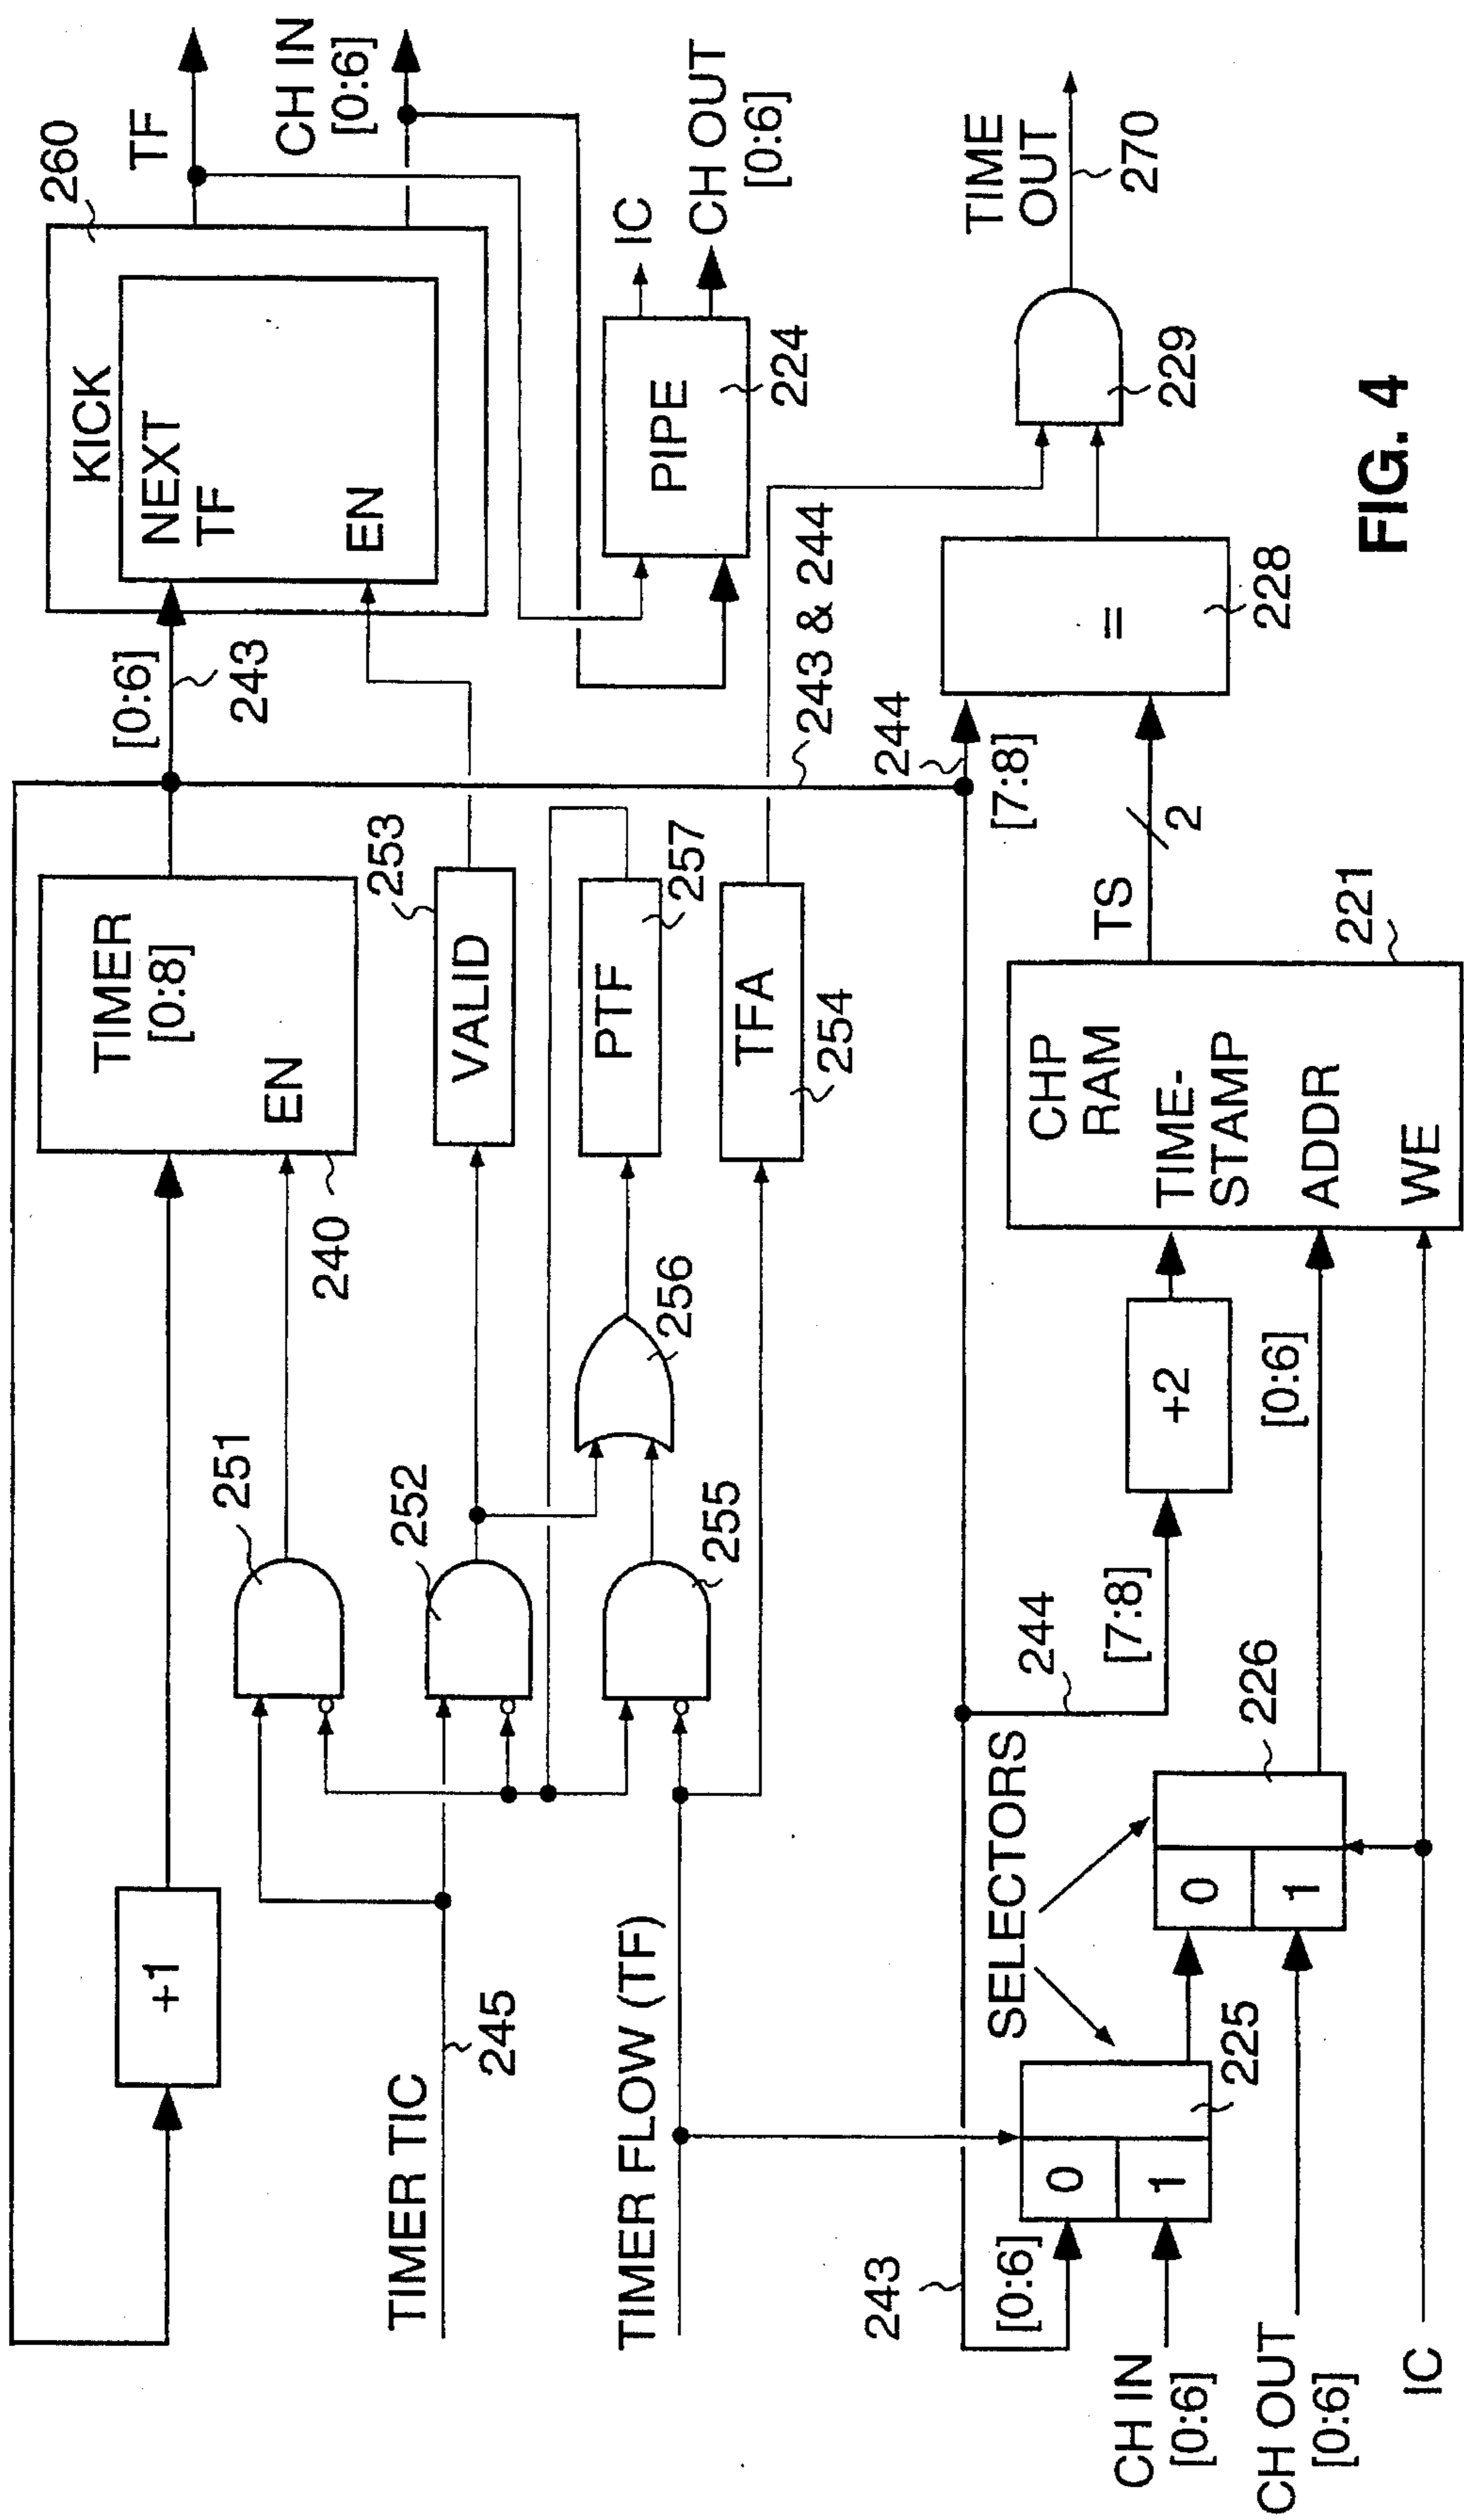 +1
TIMER
[0:8]
EN
240
[0:6]
243
KICK
NEXT
TF
EN
260
TF
CH IN
[0:6]
TIMER TIC
245
251
252
VALID
253
TIMER FLOW (TF)
255
256
PTF
257
TFA
254
PIPE
224
IC
CH OUT
[0:6]
243 & 244
243
[0:6]
CH IN
[0:6]
0
1
225
SELECTORS
CH OUT
[0:6]
0
1
226
IC
244
[7:8]
+2
[0:6]
CHP
RAM
TIME-
STAMP
ADDR
WE
221
TS
2
244
[7:8]
=
228
229
TIME
OUT
270
FIG. 4